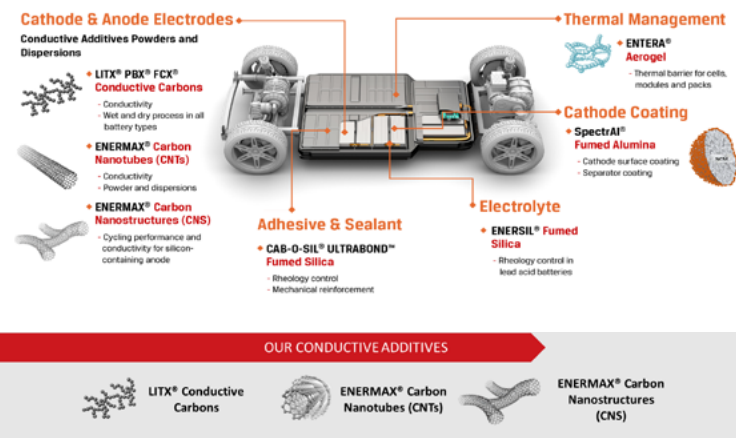 Cathode & Anode Electrodes
Conductive Additives Powders and
Dispersions
LITX® PBX® FCX®
Conductive Carbons
- Conductivity
- Wet and dry process in all
battery types
ENERMAX® Carbon
Nanotubes (CNTs)
- Conductivity
- Powder and dispersions
ENERMAX® Carbon
Nanostructures (CNS)
- Cycling performance and
conductivity for silicon-
containing anode
Adhesive & Sealant
CAB-O-SIL® ULTRABOND™
Fumed Silica
- Rheology control
- Mechanical reinforcement
Electrolyte
ENERSIL® Fumed
Silica
- Rheology control in
lead acid batteries
Thermal Management
ENTERA®
Aerogel
- Thermal barrier for cells,
modules and packs
Cathode Coating
SpectrAl®
Fumed Alumina
- Cathode surface coating
- Separator coating
OUR CONDUCTIVE ADDITIVES
LITX® Conductive
Carbons
ENERMAX® Carbon
Nanotubes (CNTs)
ENERMAX® Carbon
Nanostructures
(CNS)